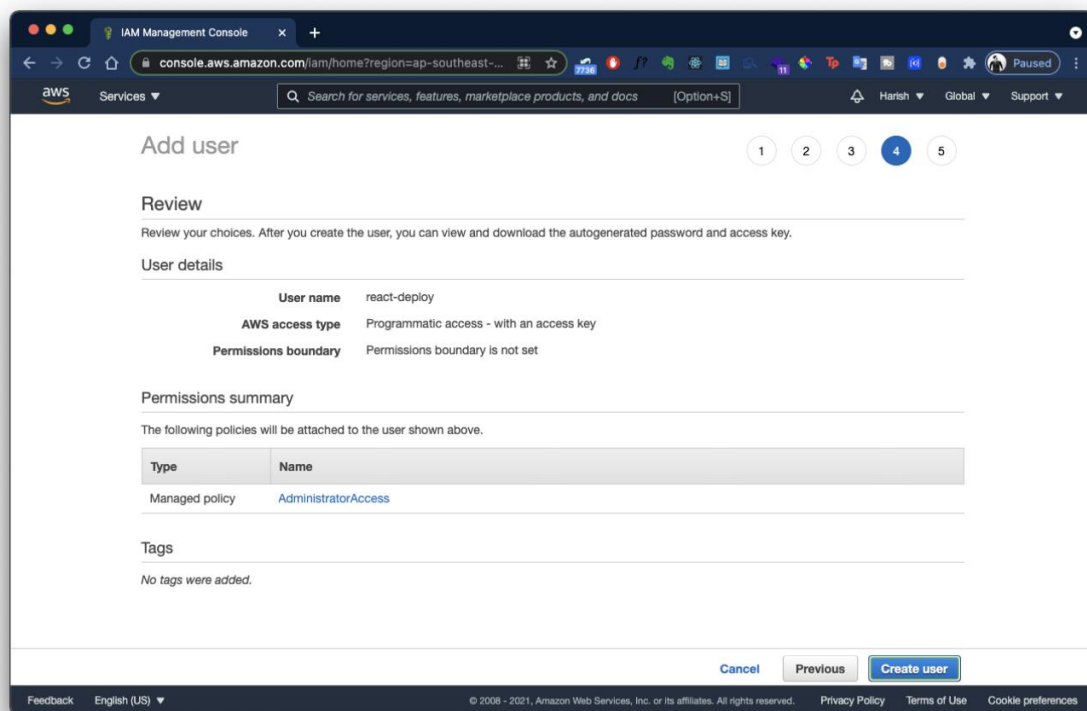 IAM Management Console
console.aws.amazon.com/iam/home?region=ap-southeast-...
7736
11
Paused
aws
Services
Search for services, features, marketplace products, and docs [Option+S]
Harish
Global
Support
Add user
1 2 3 4 5
Review
Review your choices. After you create the user, you can view and download the autogenerated password and access key.
User details
User name react-deploy
AWS access type Programmatic access - with an access key
Permissions boundary Permissions boundary is not set
Permissions summary
The following policies will be attached to the user shown above.
Type Name
Managed policy AdministratorAccess
Tags
No tags were added.
Cancel Previous Create user
Feedback English (US) © 2008 - 2021, Amazon Web Services, Inc. or its affiliates. All rights reserved. Privacy Policy Terms of Use Cookie preferences